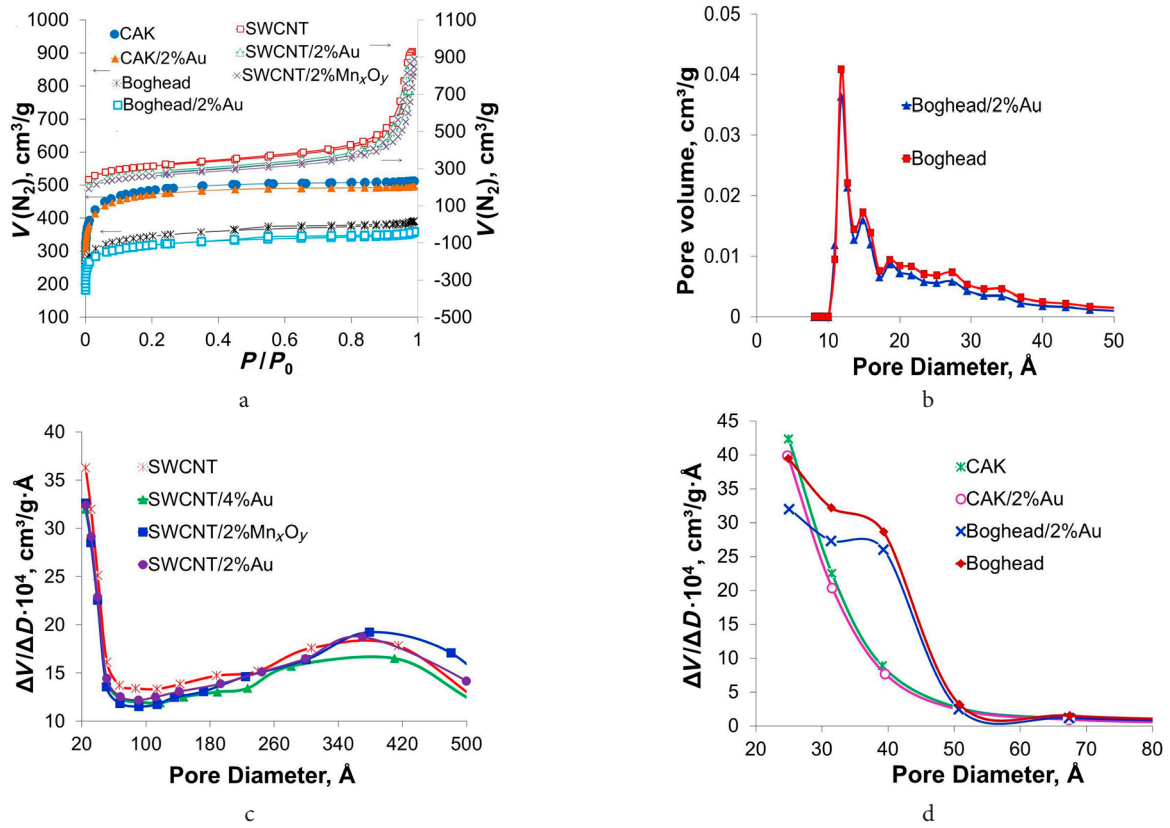 1000
900
800
700
600
500
400
300
200
100
V(N₂), cm³/g
CAK
CAK/2%Au
Boghead
Boghead/2%Au
SWCNT
SWCNT/2%Au
SWCNT/2%MnₓOᵧ
1100
900
700
500
300
100
-100
-300
-500
V(N₂), cm³/g
0
0.2
0.4
0.6
0.8
1
P/P₀
a
0.05
0.04
0.03
0.02
0.01
0
Pore volume, cm³/g
Boghead/2%Au
Boghead
0
10
20
30
40
50
Pore Diameter, Å
b
40
35
30
25
20
15
10
ΔV/ΔD·10⁴, cm³/g·Å
SWCNT
SWCNT/4%Au
SWCNT/2%MnₓOᵧ
SWCNT/2%Au
20
100
180
260
340
420
500
Pore Diameter, Å
c
45
40
35
30
25
20
15
10
5
0
ΔV/ΔD·10⁴, cm³/g·Å
CAK
CAK/2%Au
Boghead/2%Au
Boghead
20
30
40
50
60
70
80
Pore Diameter, Å
d